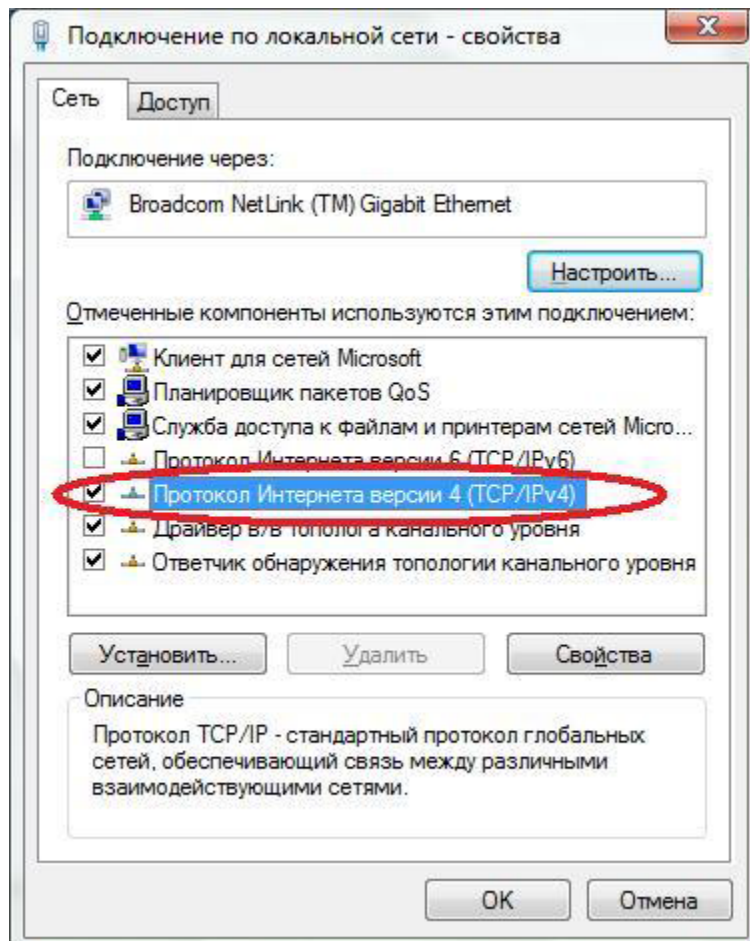 Подключение по локальной сети - свойства
Сеть
Доступ
Подключение через:
Broadcom NetLink (TM) Gigabit Ethernet
Настроить...
Отмеченные компоненты используются этим подключением:
Клиент для сетей Microsoft
Планировщик пакетов QoS
Служба доступа к файлам и принтерам сетей Micro...
Протокол Интернета версии 6 (TCP/IPv6)
Протокол Интернета версии 4 (TCP/IPv4)
Драйвер в/в тополога канального уровня
Ответчик обнаружения топологии канального уровня
Установить...
Удалить
Свойства
Описание
Протокол TCP/IP - стандартный протокол глобальных
сетей, обеспечивающий связь между различными
взаимодействующими сетями.
OK
Отмена